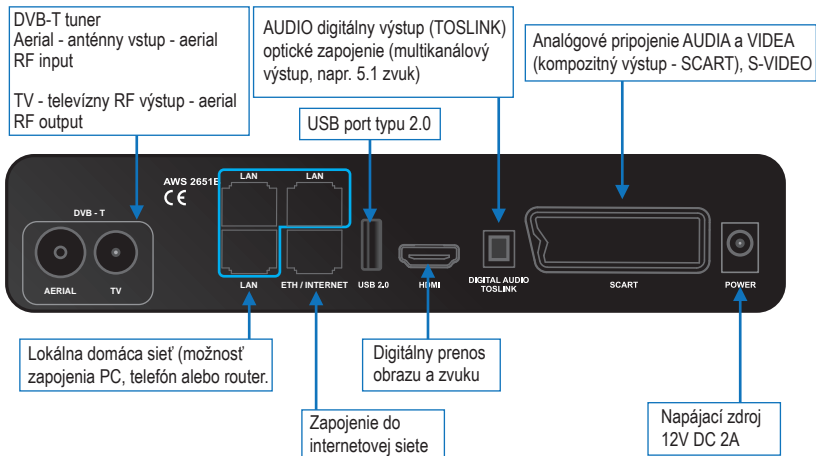 DVB-T tuner
Aerial - anténny vstup - aerial
RF input
TV - televízny RF výstup - aerial
RF output
AUDIO digitálny výstup (TOSLINK)
optické zapojenie (multikanálový
výstup, napr. 5.1 zvuk)
Analógové pripojenie AUDIA a VIDEA
(kompozitný výstup - SCART), S-VIDEO
USB port typu 2.0
AWS 2651E
CE
LAN
LAN
DVB - T
AERIAL
TV
LAN
ETH / INTERNET
USB 2.0
HDMI
DIGITAL AUDIO
TOSLINK
SCART
POWER
Lokálna domáca sieť (možnosť
zapojenia PC, telefón alebo router.
Digitálny prenos
obrazu a zvuku
Zapojenie do
internetovej siete
Napájací zdroj
12V DC 2A